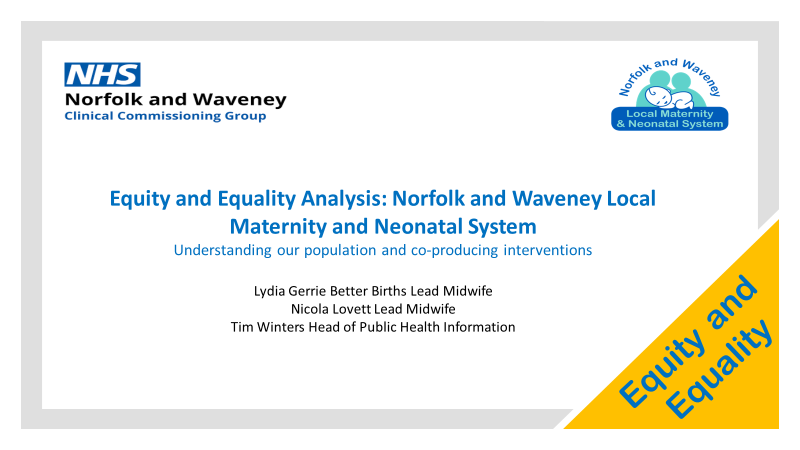 NHS
Norfolk and Waveney
Clinical Commissioning Group
Norfolk and Waveney
Local Maternity
& Neonatal System
Equity and Equality Analysis: Norfolk and Waveney Local
Maternity and Neonatal System
Understanding our population and co-producing interventions
Lydia Gerrie Better Births Lead Midwife
Nicola Lovett Lead Midwife
Tim Winters Head of Public Health Information
Equity and
Equality